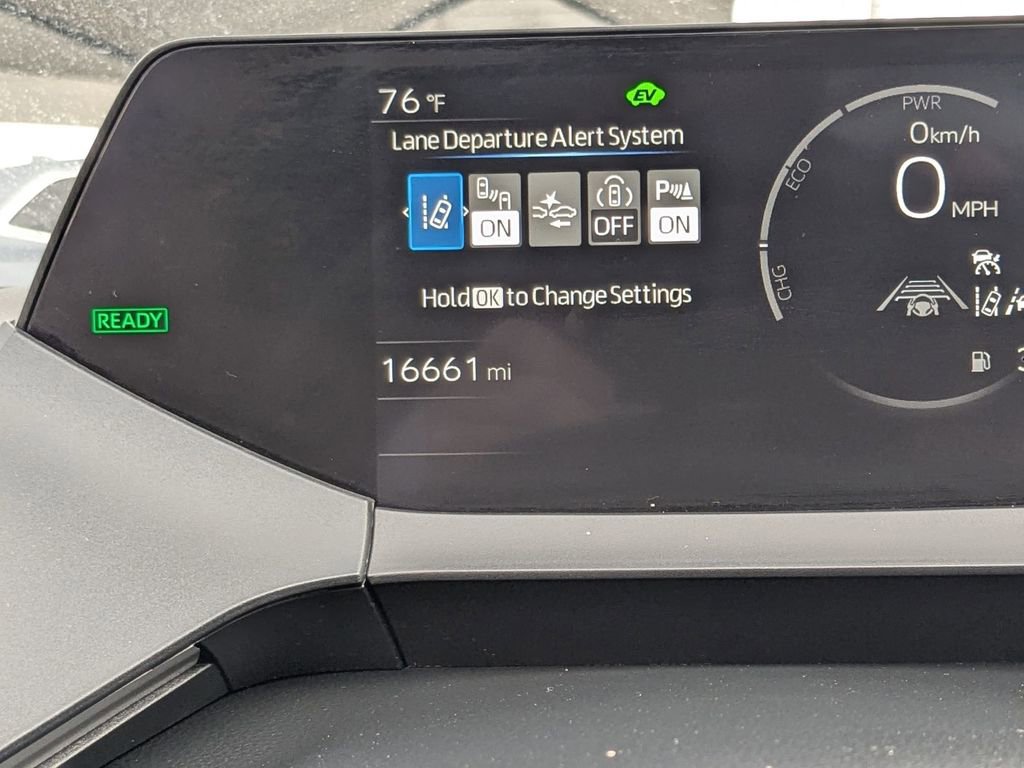 76 °F
EV
Lane Departure Alert System
ON
OFF
P
ON
Hold OK to Change Settings
16661 mi
READY
PWR
ECO
CHG
0 km/h
0 MPH